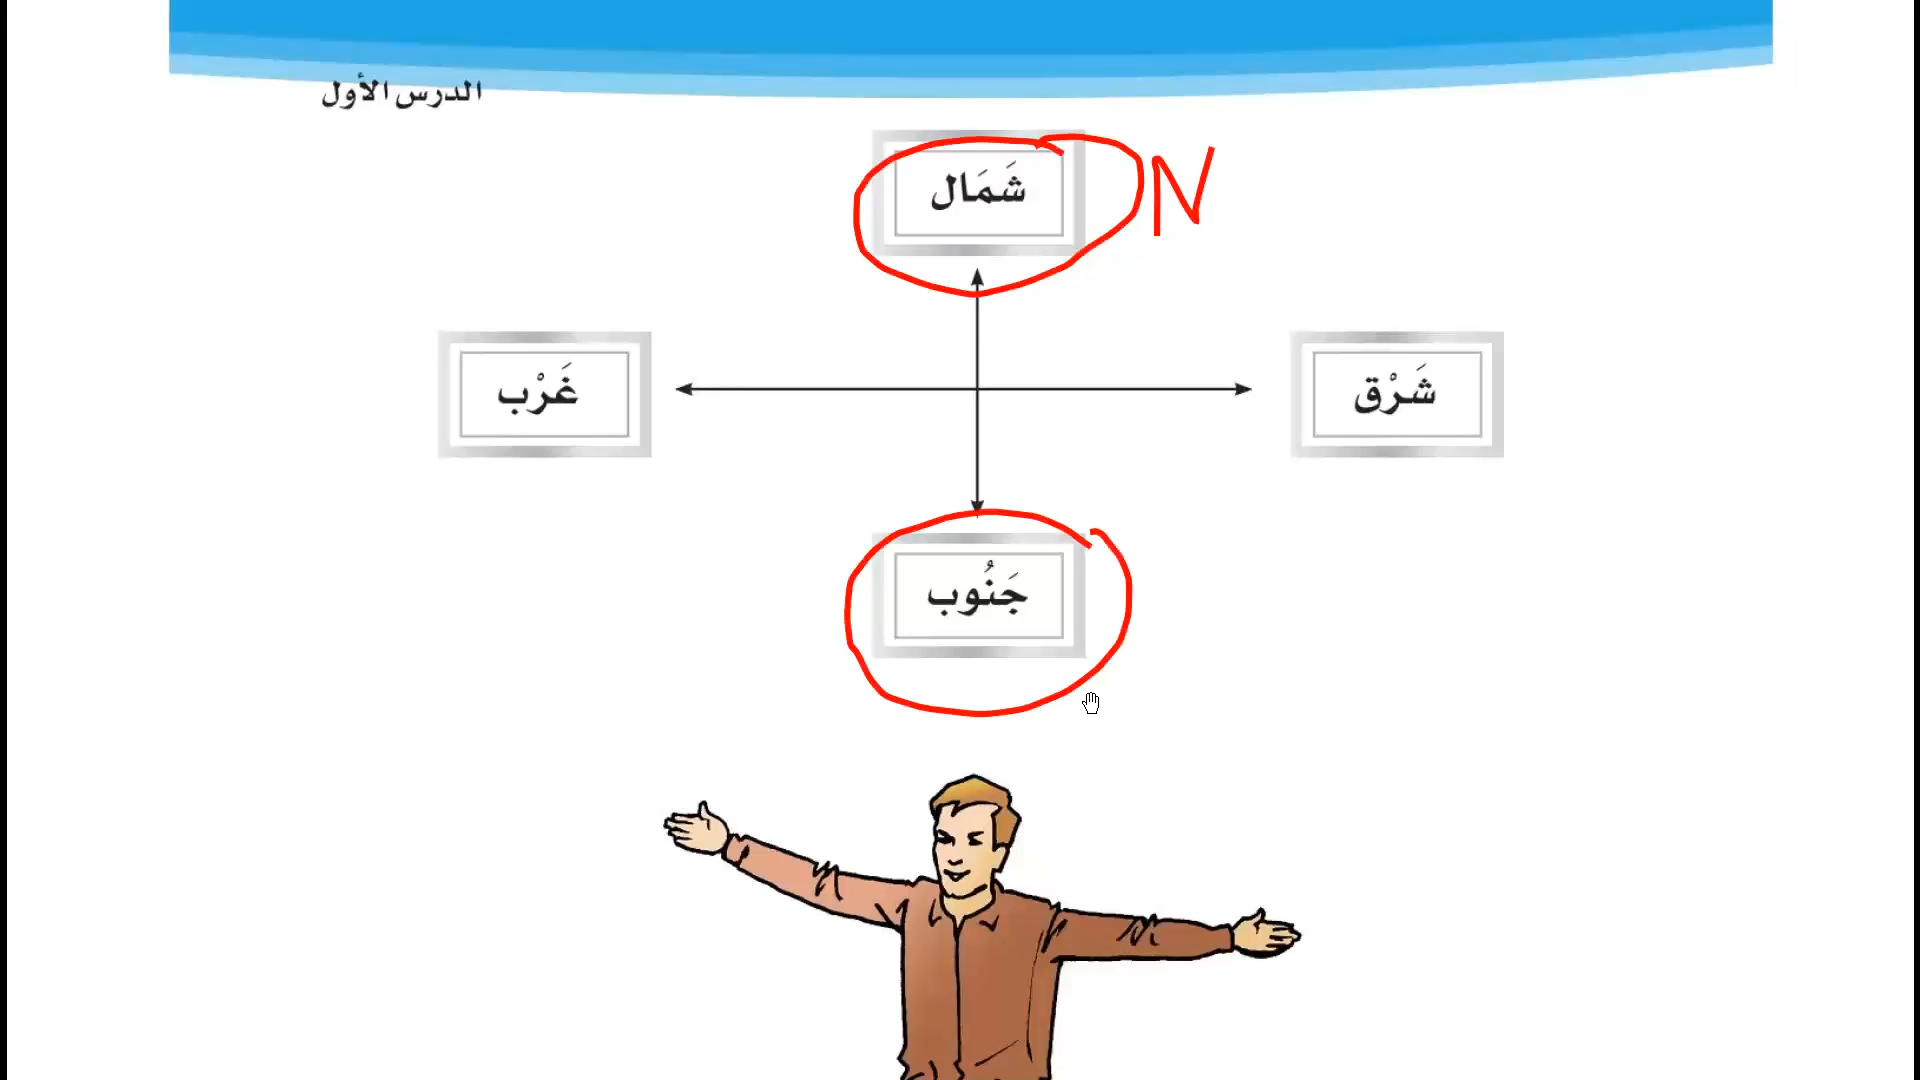 الدرس الأول
شَمَال N
شَرْق
غَرْب
جَنُوب